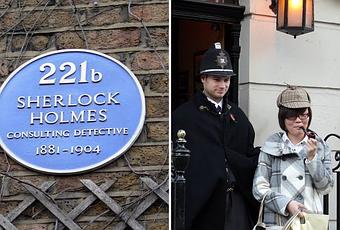 221b
SHERLOCK
HOLMES
CONSULTING DETECTIVE
1881-1904